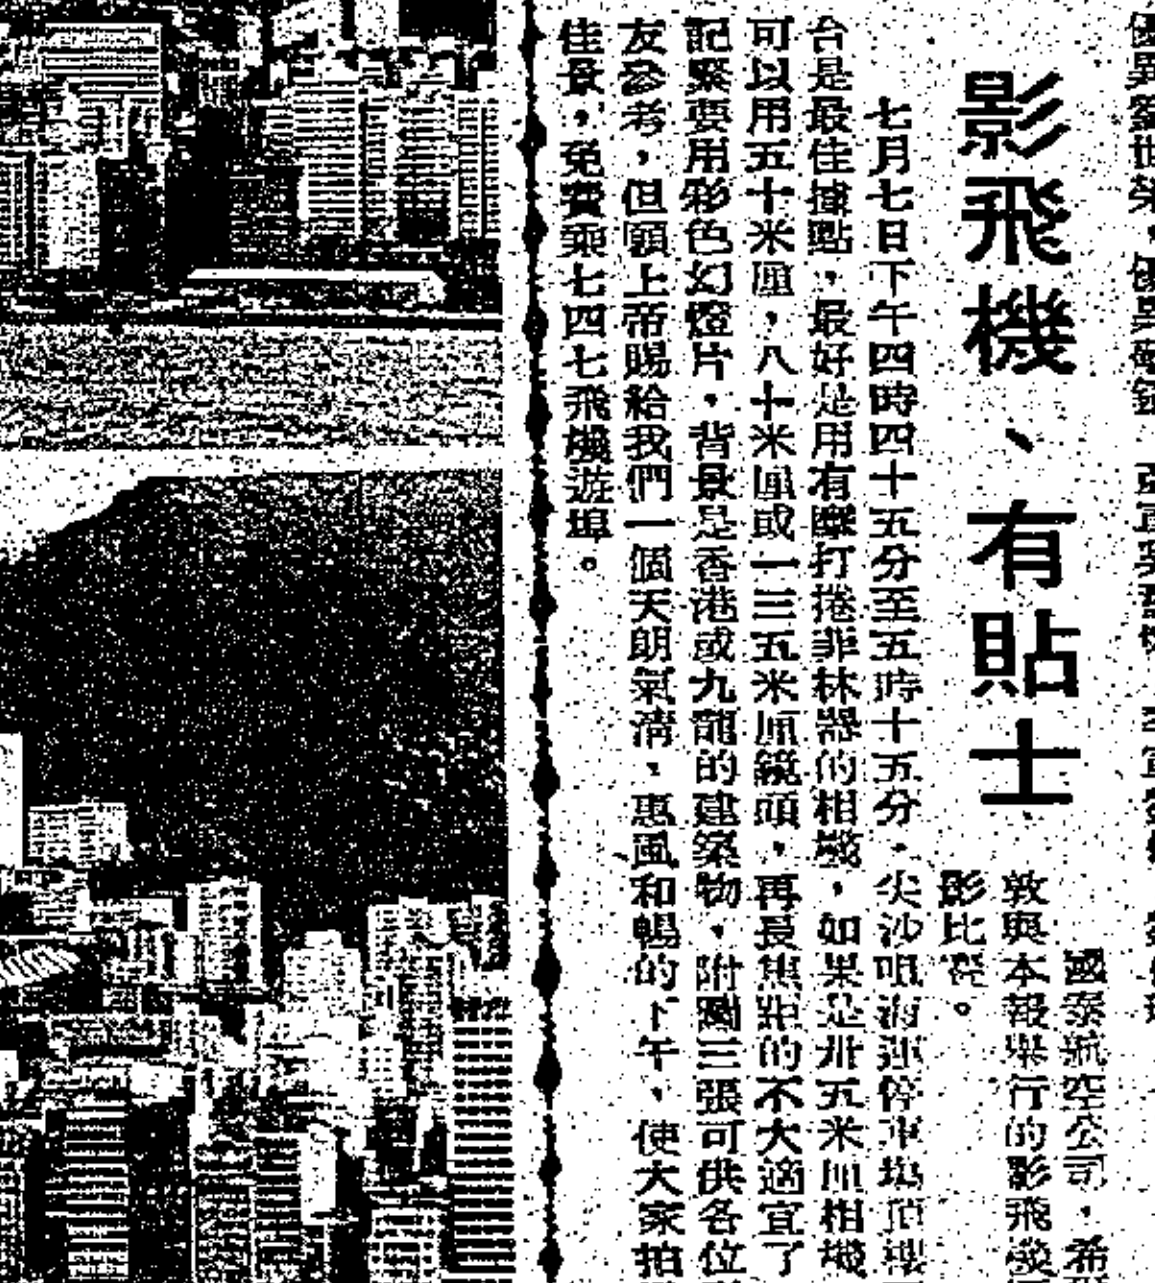 影飛機、有貼士
國泰航空公司、希
敦與本報舉行的影飛機
影比賽。
七月七日下午四時四十五分至五時十五分，尖沙咀海運停車場頂樓
台是最佳據點，最好是用有摩打捲菲林器的相機，如果是卅五米厘相機
可以用五十米厘，八十米厘或一三五米厘鏡頭，再長焦距的不大適宜了
記緊要用彩色幻燈片，背景是香港或九龍的建築物，附圖三張可供各位
友參考，但願上帝賜給我們一個天朗氣清、惠風和暢的下午，使大家拍
佳景，免費乘七四七飛機遊埠。